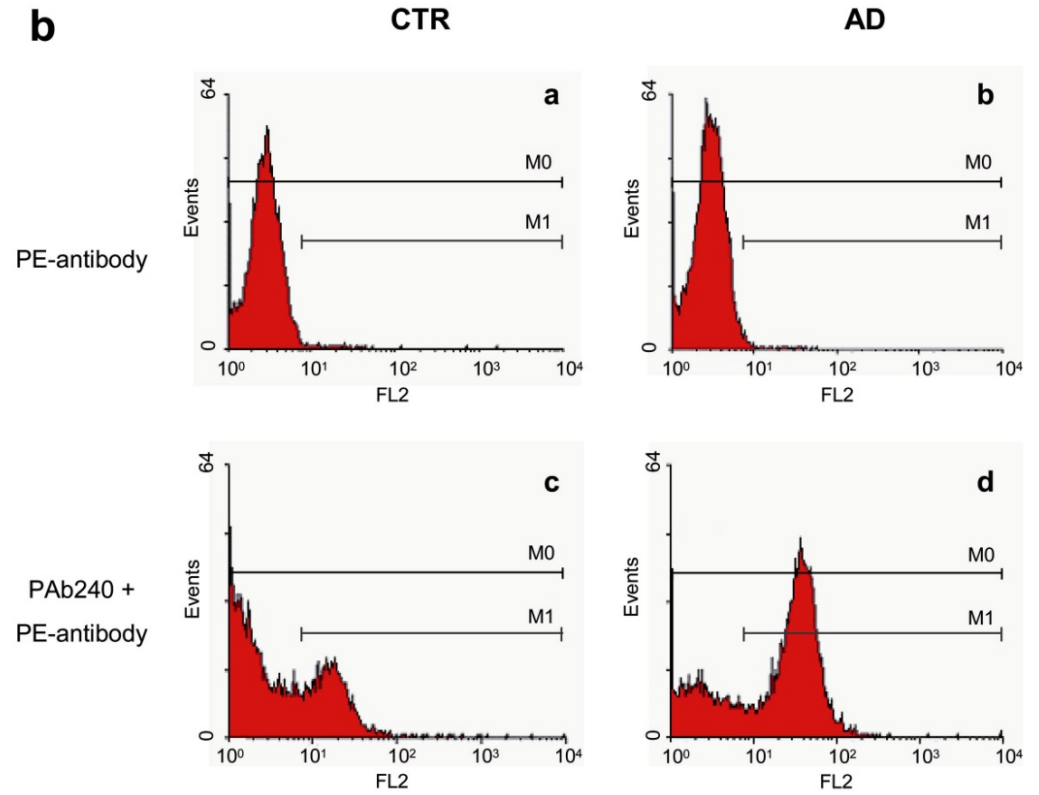 b
CTR
AD
PE-antibody
64
Events
0
a
M0
M1
10⁰ 10¹ 10² 10³ 10⁴
FL2
64
Events
0
b
M0
M1
10⁰ 10¹ 10² 10³ 10⁴
FL2
PAb240 +
PE-antibody
64
Events
0
c
M0
M1
10⁰ 10¹ 10² 10³ 10⁴
FL2
64
Events
0
d
M0
M1
10⁰ 10¹ 10² 10³ 10⁴
FL2